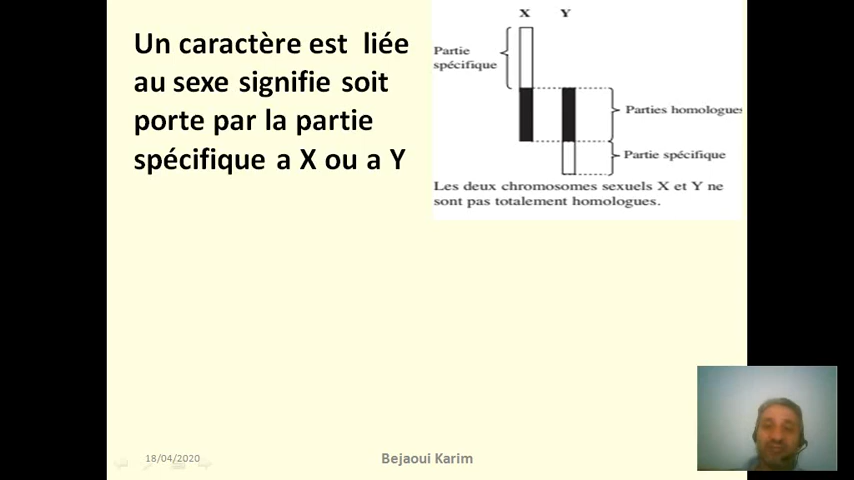 Un caractère est liée
au sexe signifie soit
porte par la partie
spécifique a X ou a Y
X Y
Partie
spécifique
Parties homologues
Partie spécifique
Les deux chromosomes sexuels X et Y ne
sont pas totalement homologues.
18/04/2020
Bejaoui Karim